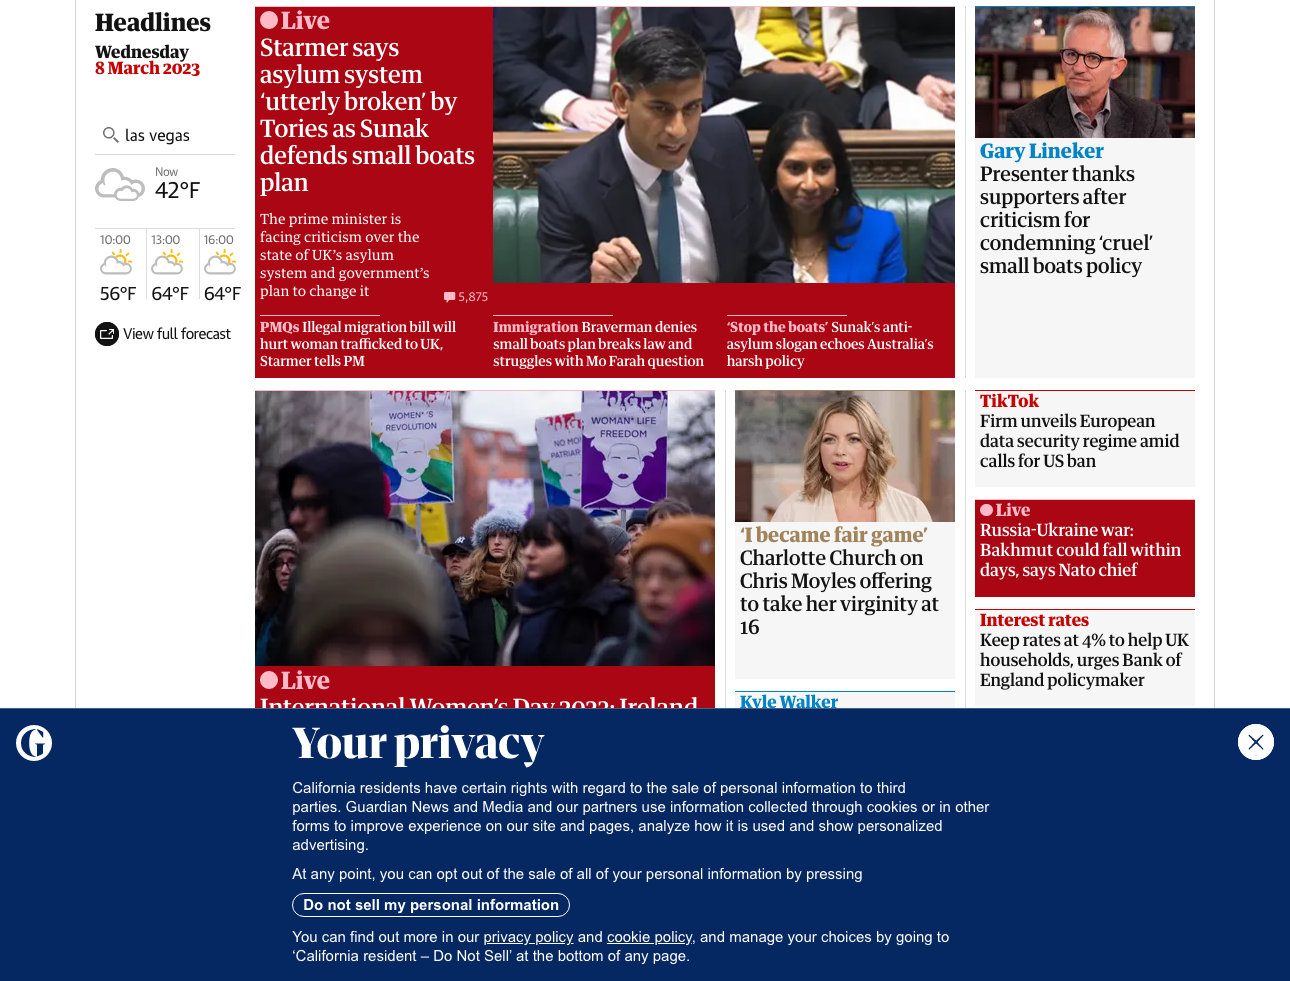 Headlines
Wednesday
8 March 2023
las vegas
Now
42°F
10:00
13:00
16:00
56°F
64°F
64°F
View full forecast
Live
Starmer says
asylum system
‘utterly broken’ by
Tories as Sunak
defends small boats
plan
The prime minister is
facing criticism over the
state of UK’s asylum
system and government’s
plan to change it
5,875
PMQs Illegal migration bill will
hurt woman trafficked to UK,
Starmer tells PM
Immigration Braverman denies
small boats plan breaks law and
struggles with Mo Farah question
‘Stop the boats’ Sunak’s anti-
asylum slogan echoes Australia’s
harsh policy
Gary Lineker
Presenter thanks
supporters after
criticism for
condemning ‘cruel’
small boats policy
WOMEN*'S
REVOLUTION
NO MO
PATRIAR
WOMAN* LIFE
FREEDOM
Live
International Women’s Day 2023: Ireland
‘I became fair game’
Charlotte Church on
Chris Moyles offering
to take her virginity at
16
Kyle Walker
TikTok
Firm unveils European
data security regime amid
calls for US ban
Live
Russia-Ukraine war:
Bakhmut could fall within
days, says Nato chief
Interest rates
Keep rates at 4% to help UK
households, urges Bank of
England policymaker
Your privacy
California residents have certain rights with regard to the sale of personal information to third
parties. Guardian News and Media and our partners use information collected through cookies or in other
forms to improve experience on our site and pages, analyze how it is used and show personalized
advertising.
At any point, you can opt out of the sale of all of your personal information by pressing
Do not sell my personal information
You can find out more in our privacy policy and cookie policy, and manage your choices by going to
‘California resident – Do Not Sell’ at the bottom of any page.